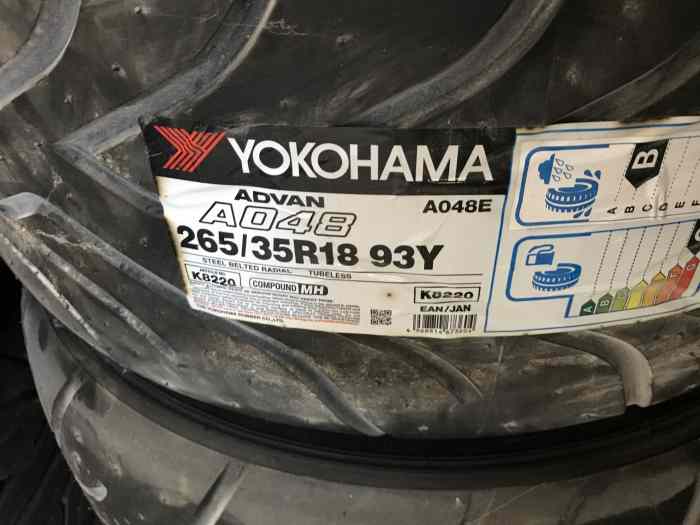 YOKOHAMA
ADVAN
A048
A048E
265/35R18 93Y
STEEL BELTED RADIAL TUBELESS
K8220
COMPOUND MH
K8220
EAN/JAN
B
A B C D E F
A B C